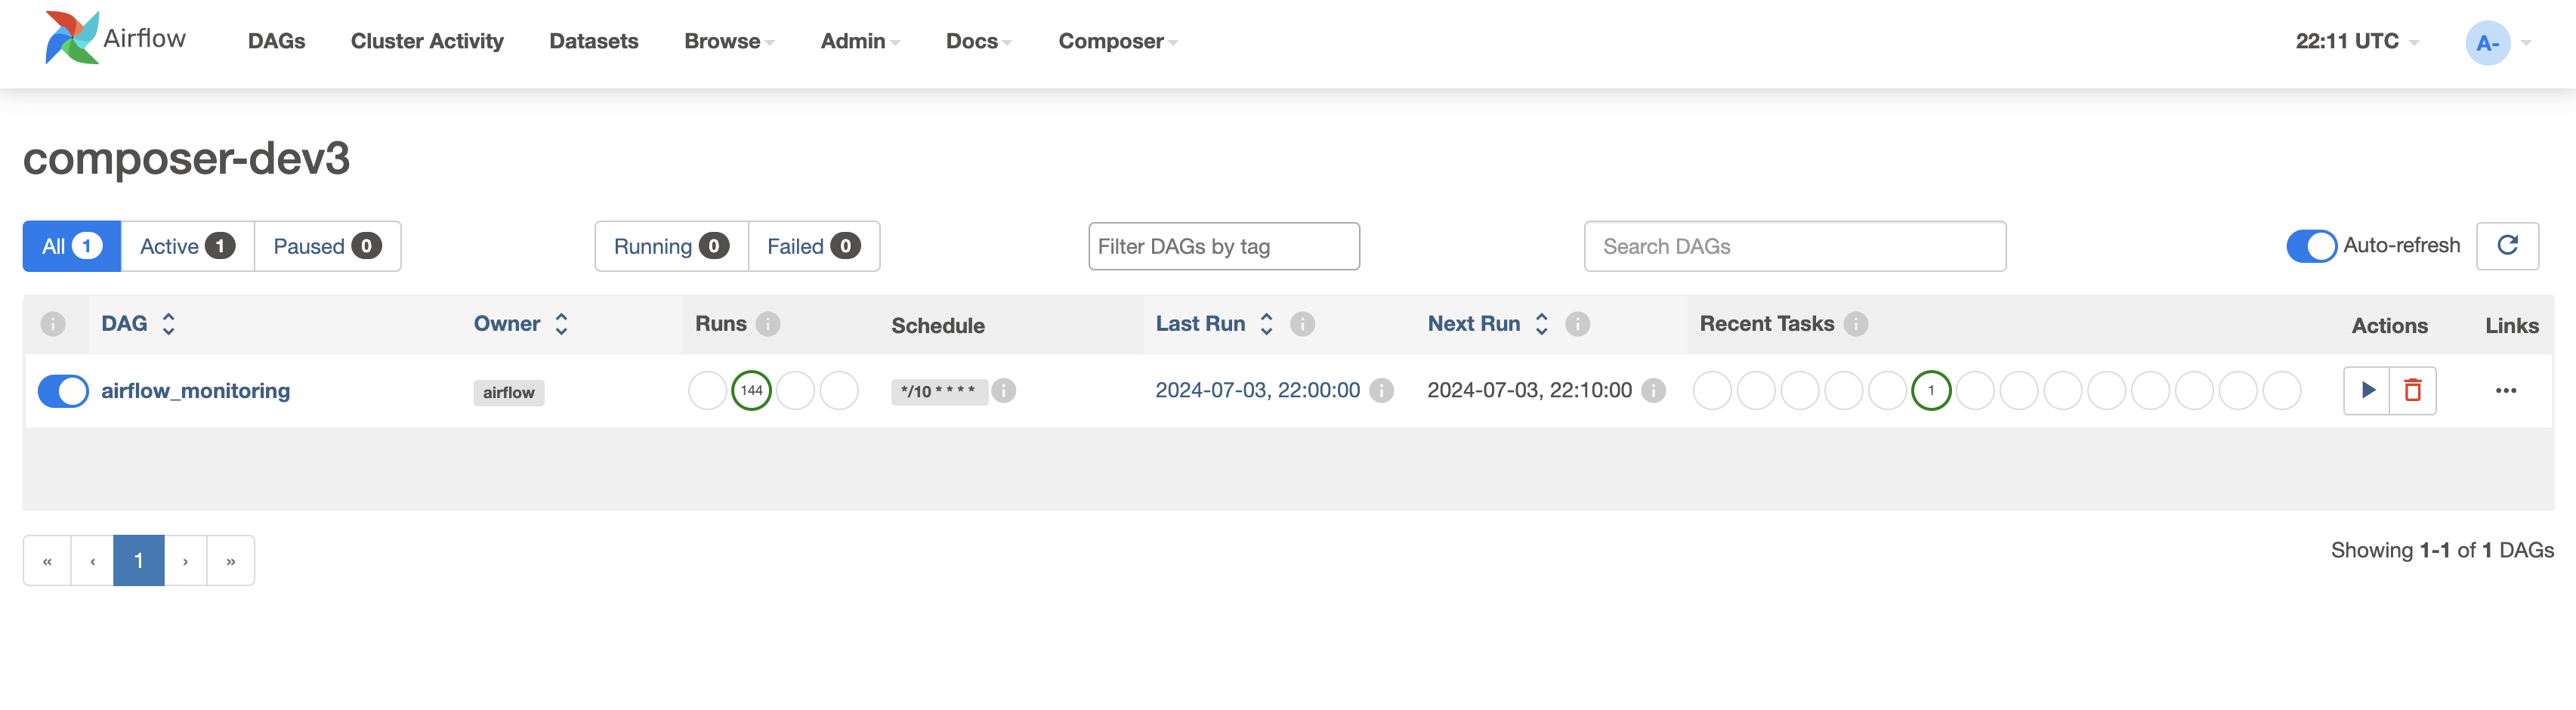 Airflow DAGs Cluster Activity Datasets Browse Admin Docs Composer 22:11 UTC A-
composer-dev3
All 1 Active 1 Paused 0 Running 0 Failed 0 Filter DAGs by tag Search DAGs Auto-refresh
i DAG Owner Runs i Schedule Last Run i Next Run i Recent Tasks i Actions Links
airflow_monitoring airflow 144 */10 * * * * i 2024-07-03, 22:00:00 i 2024-07-03, 22:10:00 i 1 •••
« ‹ 1 › » Showing 1-1 of 1 DAGs